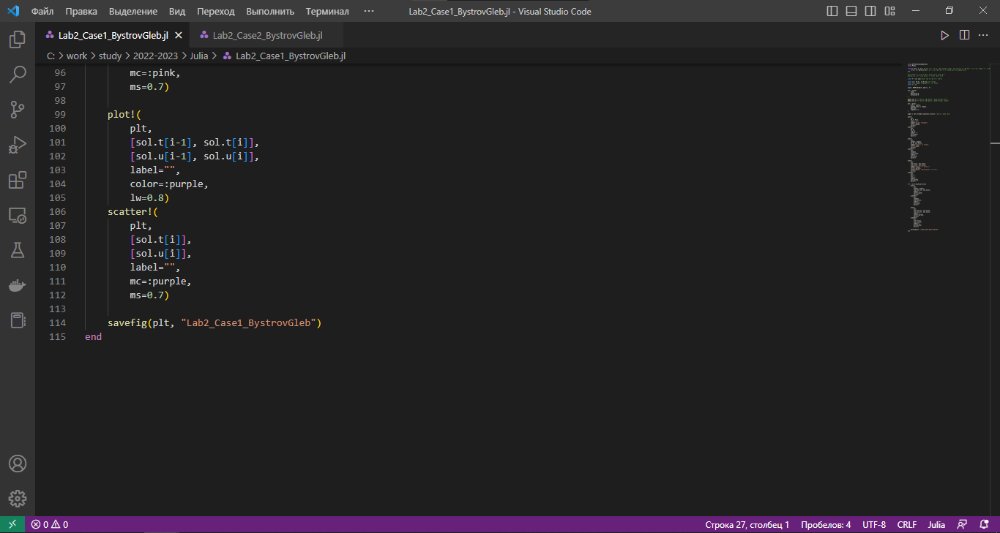 Файл Правка Выделение Вид Переход Выполнить Терминал ··· Lab2_Case1_BystrovGleb.jl - Visual Studio Code
Lab2_Case1_BystrovGleb.jl Lab2_Case2_BystrovGleb.jl
C: > work > study > 2022-2023 > Julia > Lab2_Case1_BystrovGleb.jl
96 mc=:pink,
97 ms=0.7)
98
99 plot!(
100 plt,
101 [sol.t[i-1], sol.t[i]],
102 [sol.u[i-1], sol.u[i]],
103 label="",
104 color=:purple,
105 lw=0.8)
106 scatter!(
107 plt,
108 [sol.t[i]],
109 [sol.u[i]],
110 label="",
111 mc=:purple,
112 ms=0.7)
113
114 savefig(plt, "Lab2_Case1_BystrovGleb")
115 end
0 0 Строка 27, столбец 1 Пробелов: 4 UTF-8 CRLF Julia